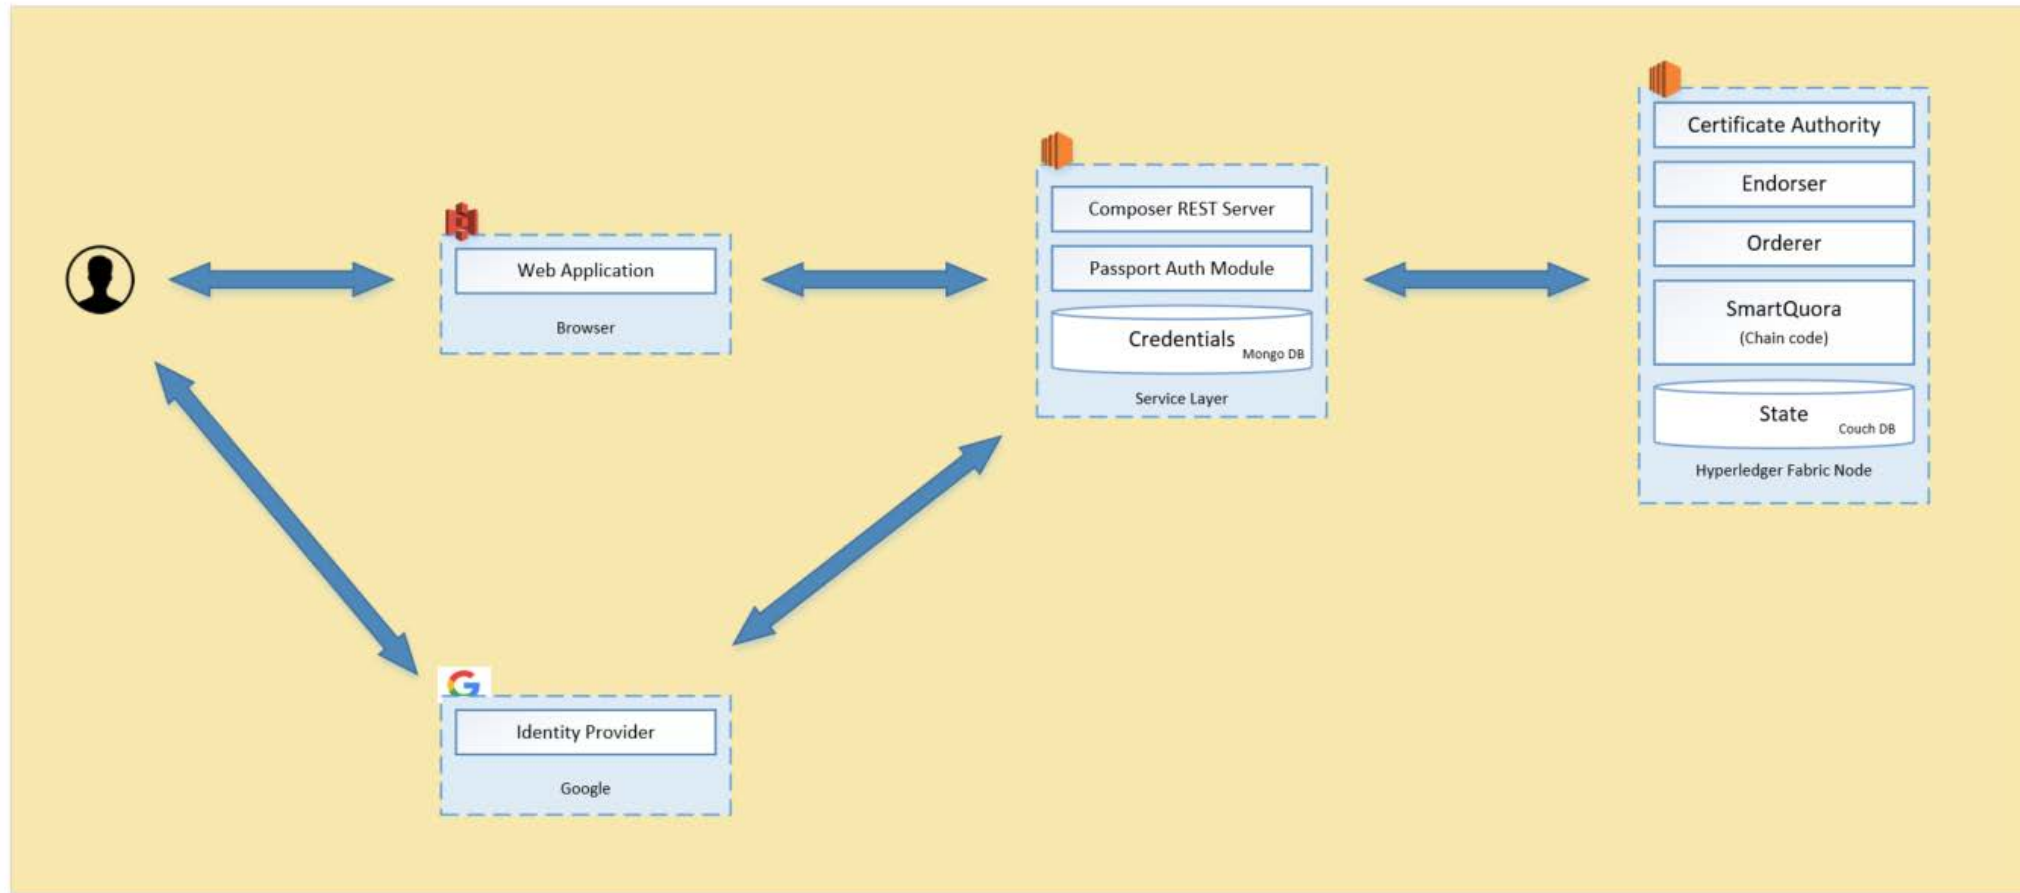 Web Application
Browser
Composer REST Server
Passport Auth Module
Credentials
Mongo DB
Service Layer
Certificate Authority
Endorser
Orderer
SmartQuora
(Chain code)
State
Couch DB
Hyperledger Fabric Node
Identity Provider
Google